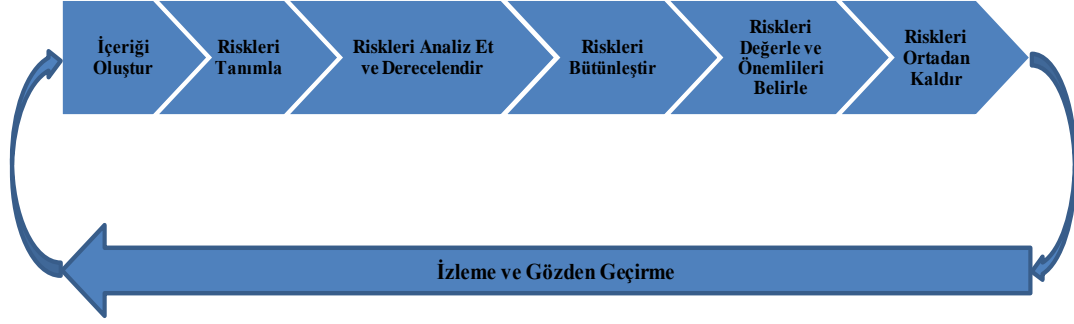 İçeriği
Oluştur
Riskleri
Tanımla
Riskleri Analiz Et
ve Derecelendir
Riskleri
Bütünleştir
Riskleri
Değerle ve
Önemlileri
Belirle
Riskleri
Ortadan
Kaldır
İzleme ve Gözden Geçirme